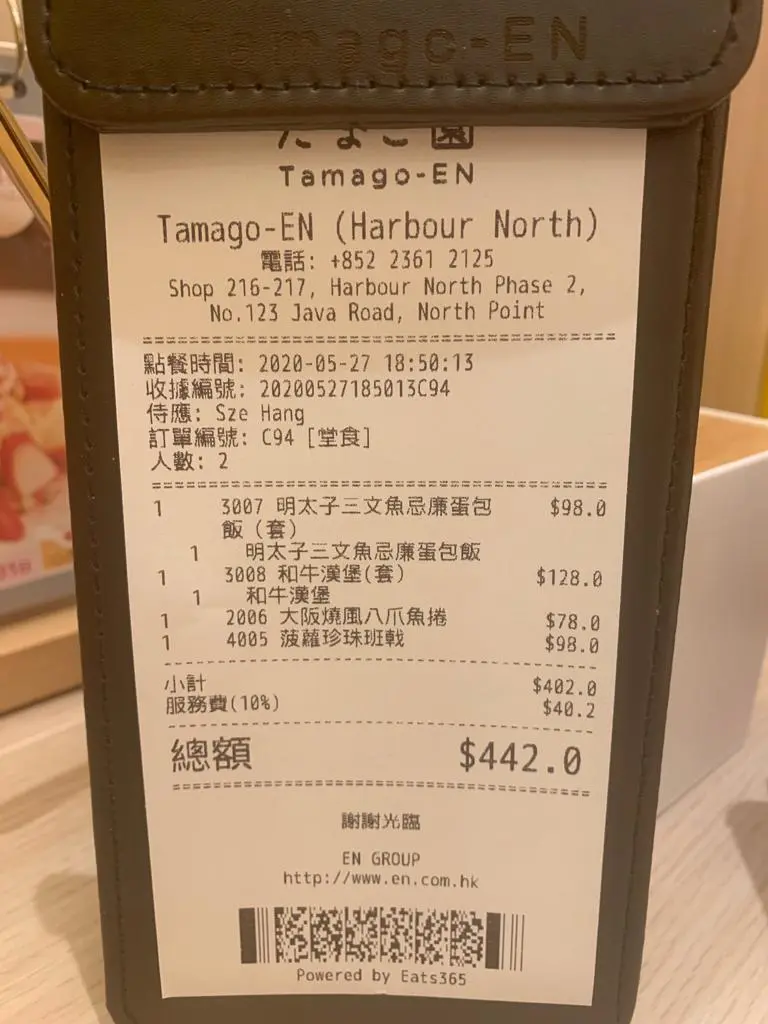 Tamago-EN
たまご園
Tamago-EN
Tamago-EN (Harbour North)
電話: +852 2361 2125
Shop 216-217, Harbour North Phase 2,
No.123 Java Road, North Point
點餐時間: 2020-05-27 18:50:13
收據編號: 20200527185013C94
侍應: Sze Hang
訂單編號: C94 [堂食]
人數: 2
1 3007 明太子三文魚忌廉蛋包 $98.0
飯 (套)
1 明太子三文魚忌廉蛋包飯
1 3008 和牛漢堡(套) $128.0
1 和牛漢堡
1 2006 大阪燒風八爪魚捲 $78.0
1 4005 菠蘿珍珠班戟 $98.0
小計 $402.0
服務費(10%) $40.2
總額 $442.0
謝謝光臨
EN GROUP
http://www.en.com.hk
Powered by Eats365